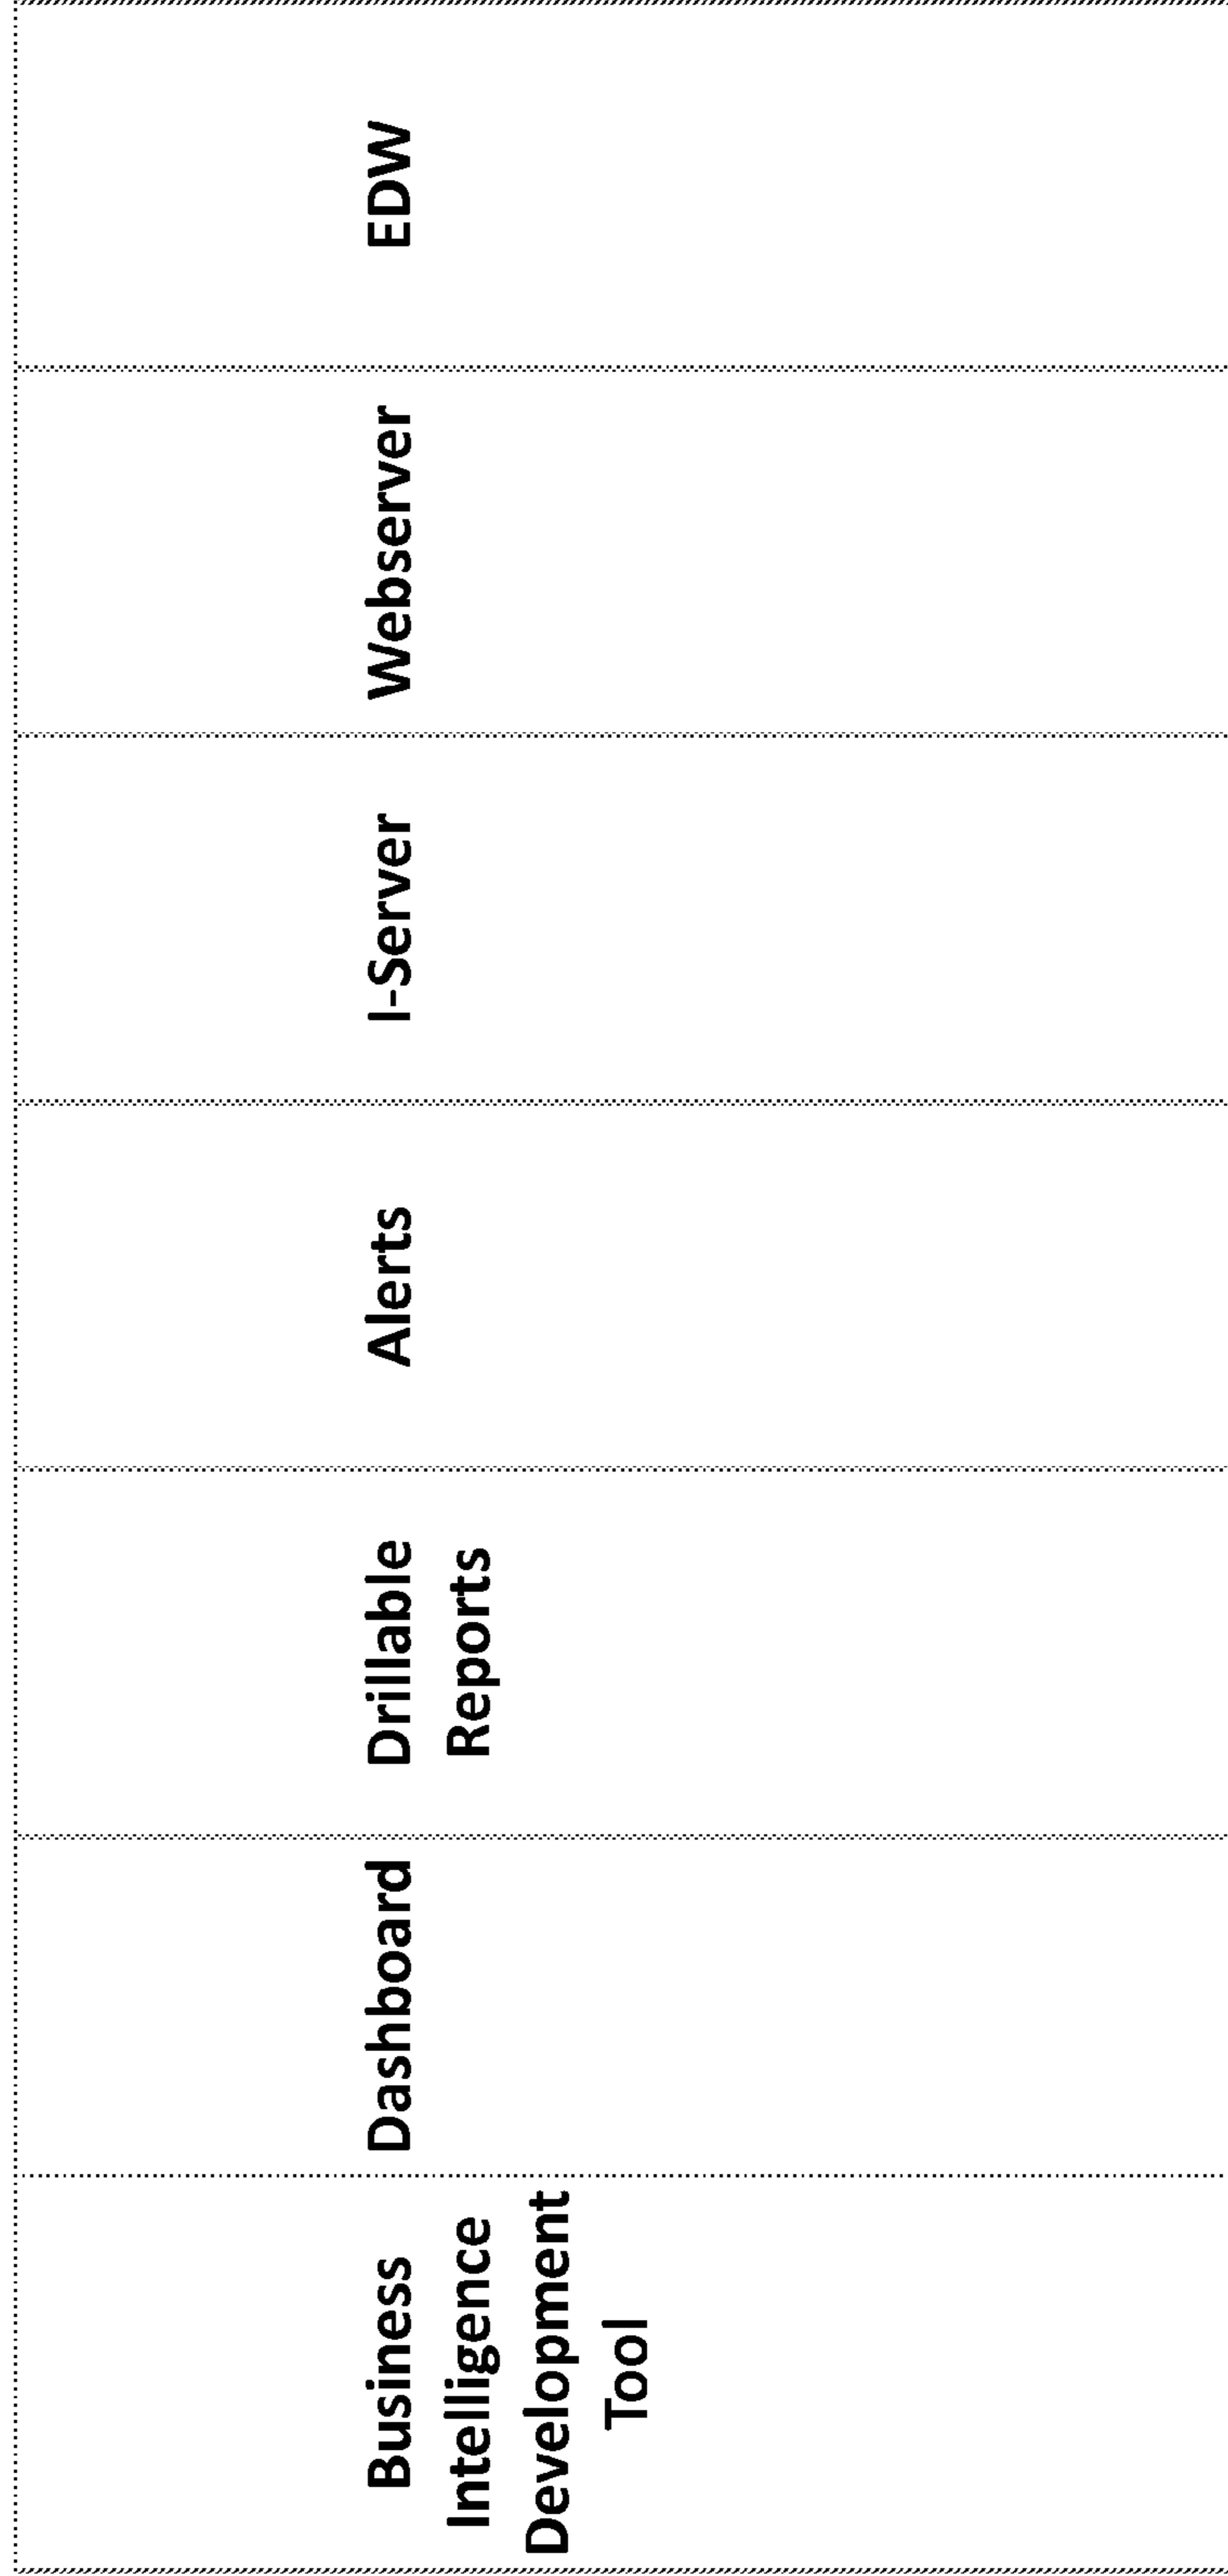 Business
Intelligence
Development
Tool
Dashboard
Drillable
Reports
Alerts
I-Server
Webserver
EDW